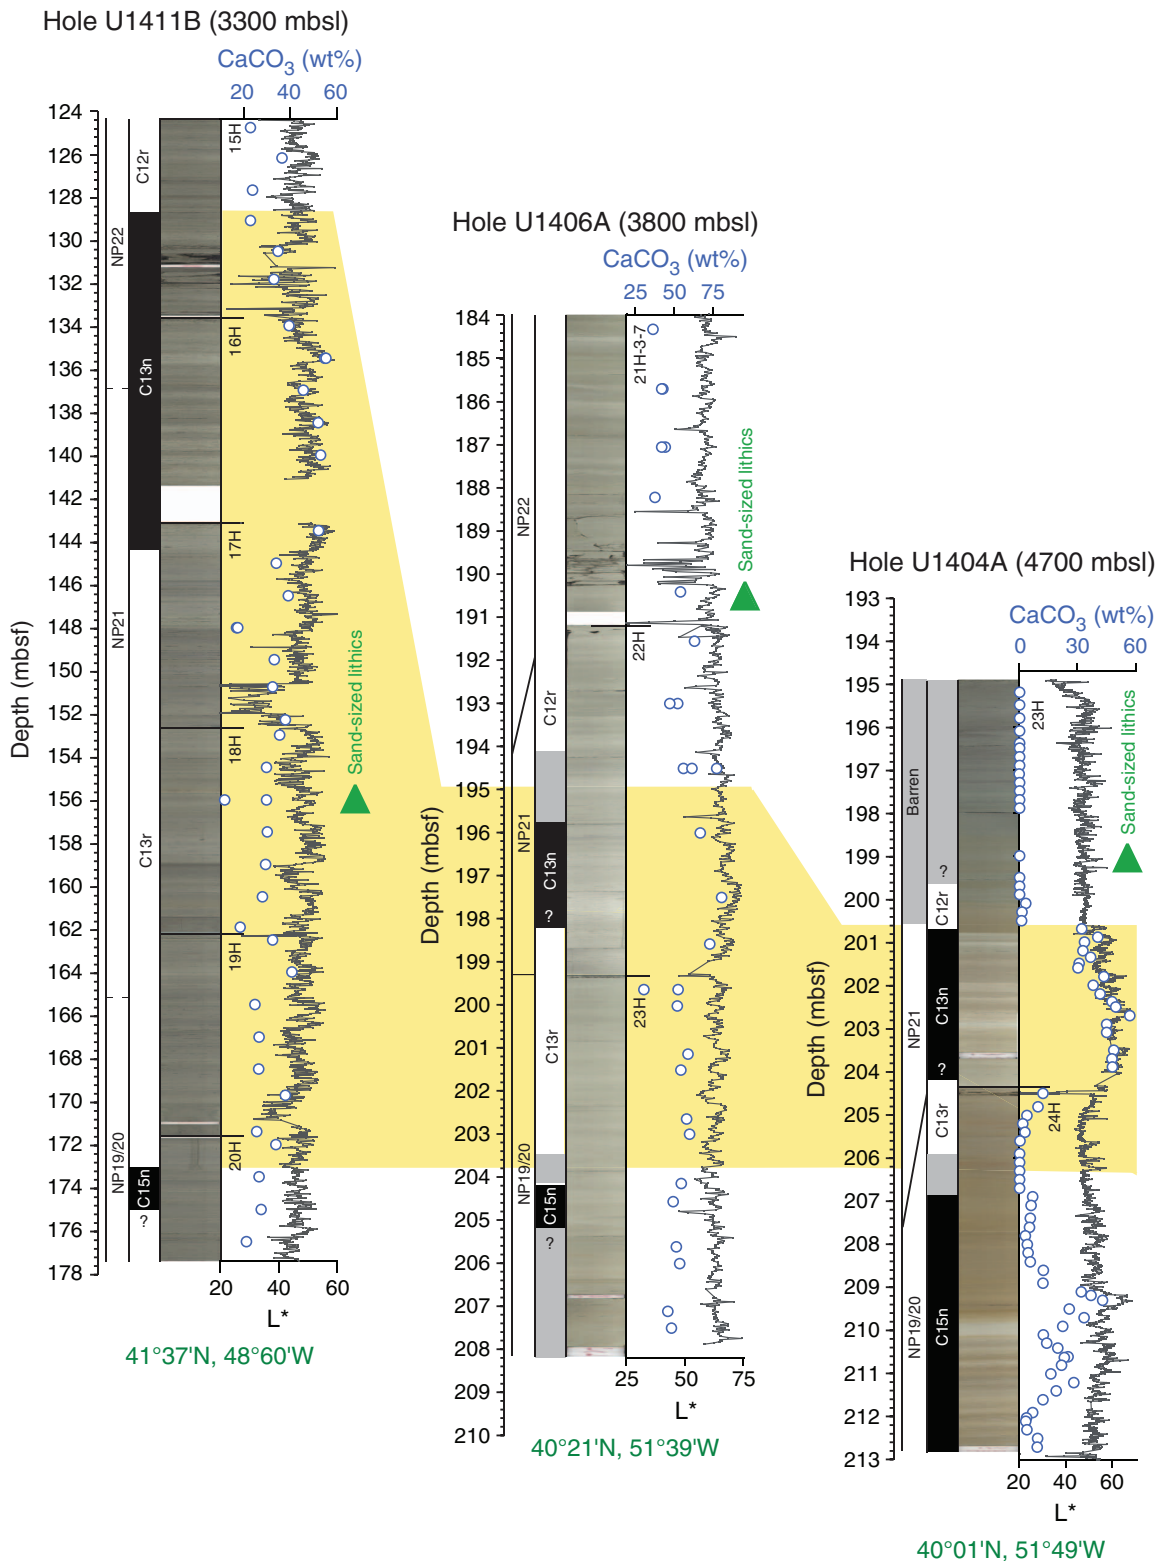 Hole U1411B (3300 mbsl)
CaCO3 (wt%)
20 40 60
Depth (mbsf)
124
126
128
130
132
134
136
138
140
142
144
146
148
150
152
154
156
158
160
162
164
166
168
170
172
174
176
178
NP22
NP21
NP19/20
C12r
C13n
C13r
C15n
?
15H
16H
17H
18H
19H
20H
Sand-sized lithics
20 40 60
L*
41°37'N, 48°60'W
Hole U1406A (3800 mbsl)
CaCO3 (wt%)
25 50 75
Depth (mbsf)
184
185
186
187
188
189
190
191
192
193
194
195
196
197
198
199
200
201
202
203
204
205
206
207
208
209
210
NP22
NP21
NP19/20
C12r
C13n
?
C13r
C15n
?
21H-3-7
22H
23H
Sand-sized lithics
25 50 75
L*
40°21'N, 51°39'W
Hole U1404A (4700 mbsl)
CaCO3 (wt%)
0 30 60
Depth (mbsf)
193
194
195
196
197
198
199
200
201
202
203
204
205
206
207
208
209
210
211
212
213
Barren
NP21
NP19/20
?
C12r
C13n
?
C13r
C15n
23H
24H
Sand-sized lithics
20 40 60
L*
40°01'N, 51°49'W